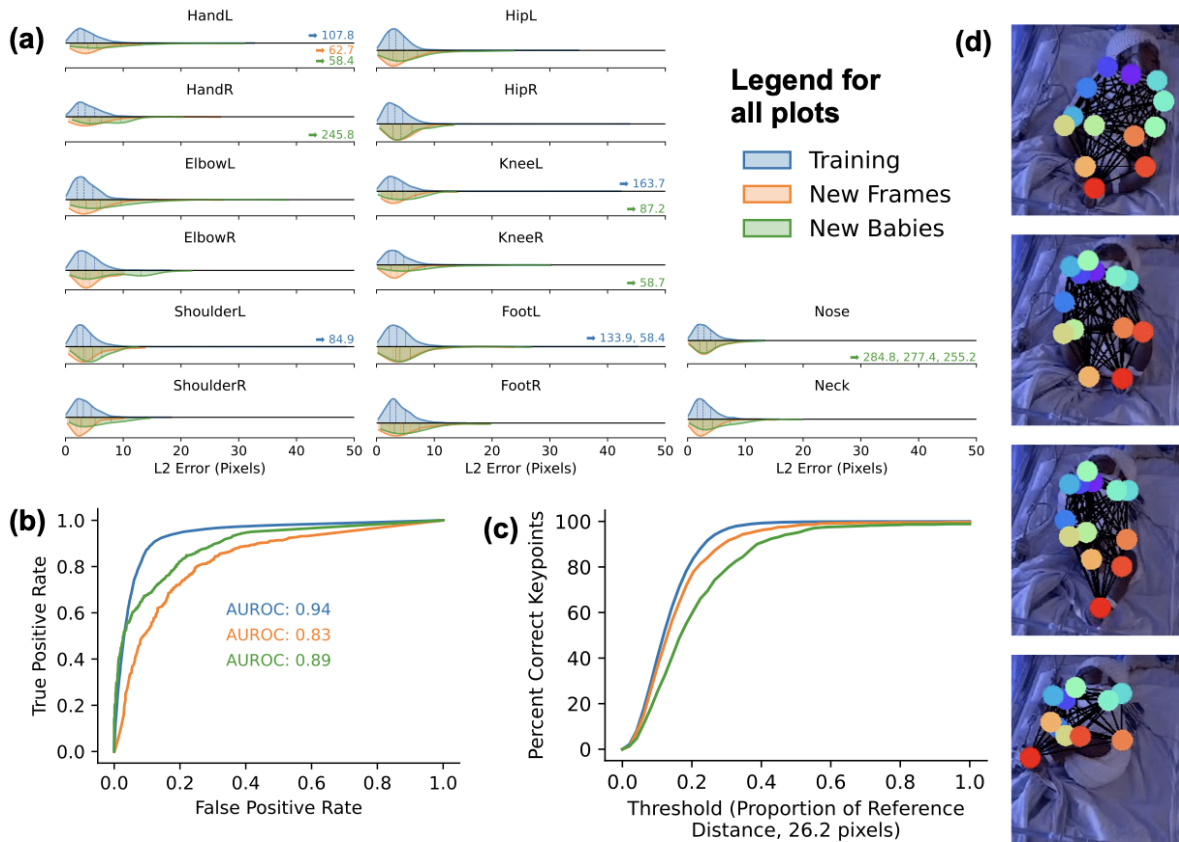 (a)
HandL
➡ 107.8
➡ 62.7
➡ 58.4
HandR
➡ 245.8
ElbowL
ElbowR
ShoulderL
➡ 84.9
ShoulderR
0 10 20 30 40 50
L2 Error (Pixels)
HipL
HipR
KneeL
➡ 163.7
➡ 87.2
KneeR
➡ 58.7
FootL
➡ 133.9, 58.4
FootR
0 10 20 30 40 50
L2 Error (Pixels)
Legend for
all plots
Training
New Frames
New Babies
Nose
➡ 284.8, 277.4, 255.2
Neck
0 10 20 30 40 50
L2 Error (Pixels)
(b)
True Positive Rate
1.0
0.8
0.6
0.4
0.2
0.0
AUROC: 0.94
AUROC: 0.83
AUROC: 0.89
0.0 0.2 0.4 0.6 0.8 1.0
False Positive Rate
(c)
Percent Correct Keypoints
100
80
60
40
20
0
0.0 0.2 0.4 0.6 0.8 1.0
Threshold (Proportion of Reference
Distance, 26.2 pixels)
(d)